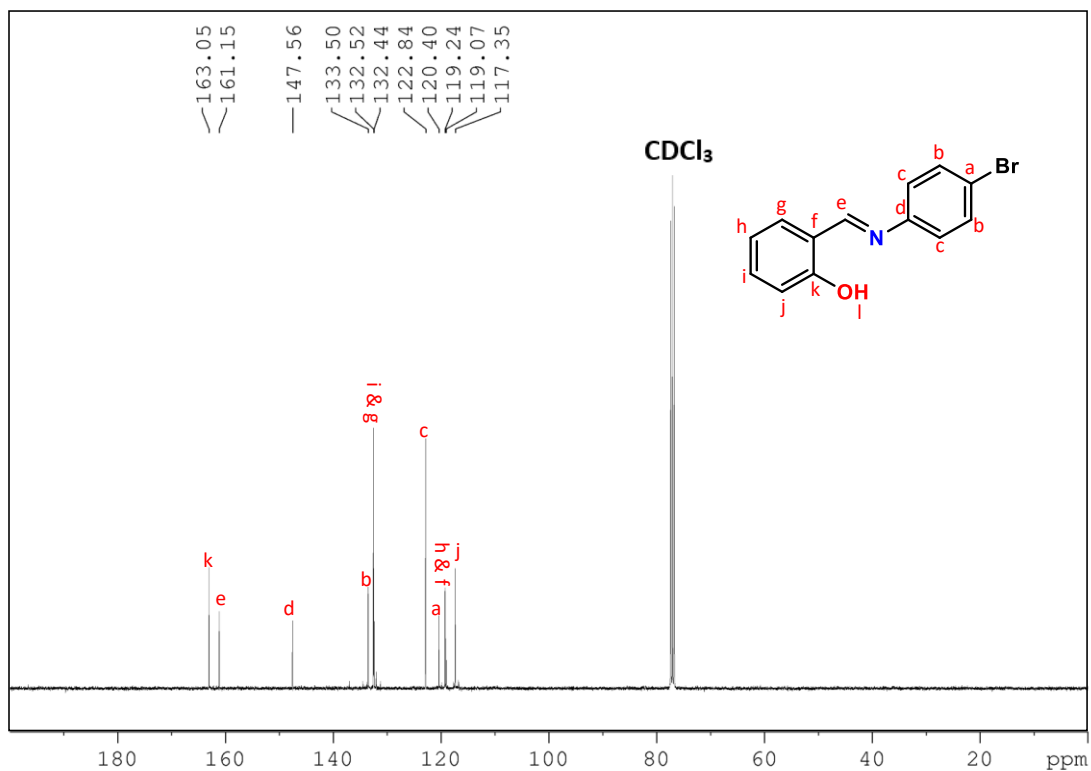 163.05
161.15
147.56
133.50
132.52
132.44
122.84
120.40
119.24
119.07
117.35
CDCl₃
b
a
Br
c
d
b
c
e
N
g
f
h
i
k
OH
j
l
k
e
d
b
i & g
c
a
h & f
j
180 160 140 120 100 80 60 40 20 ppm